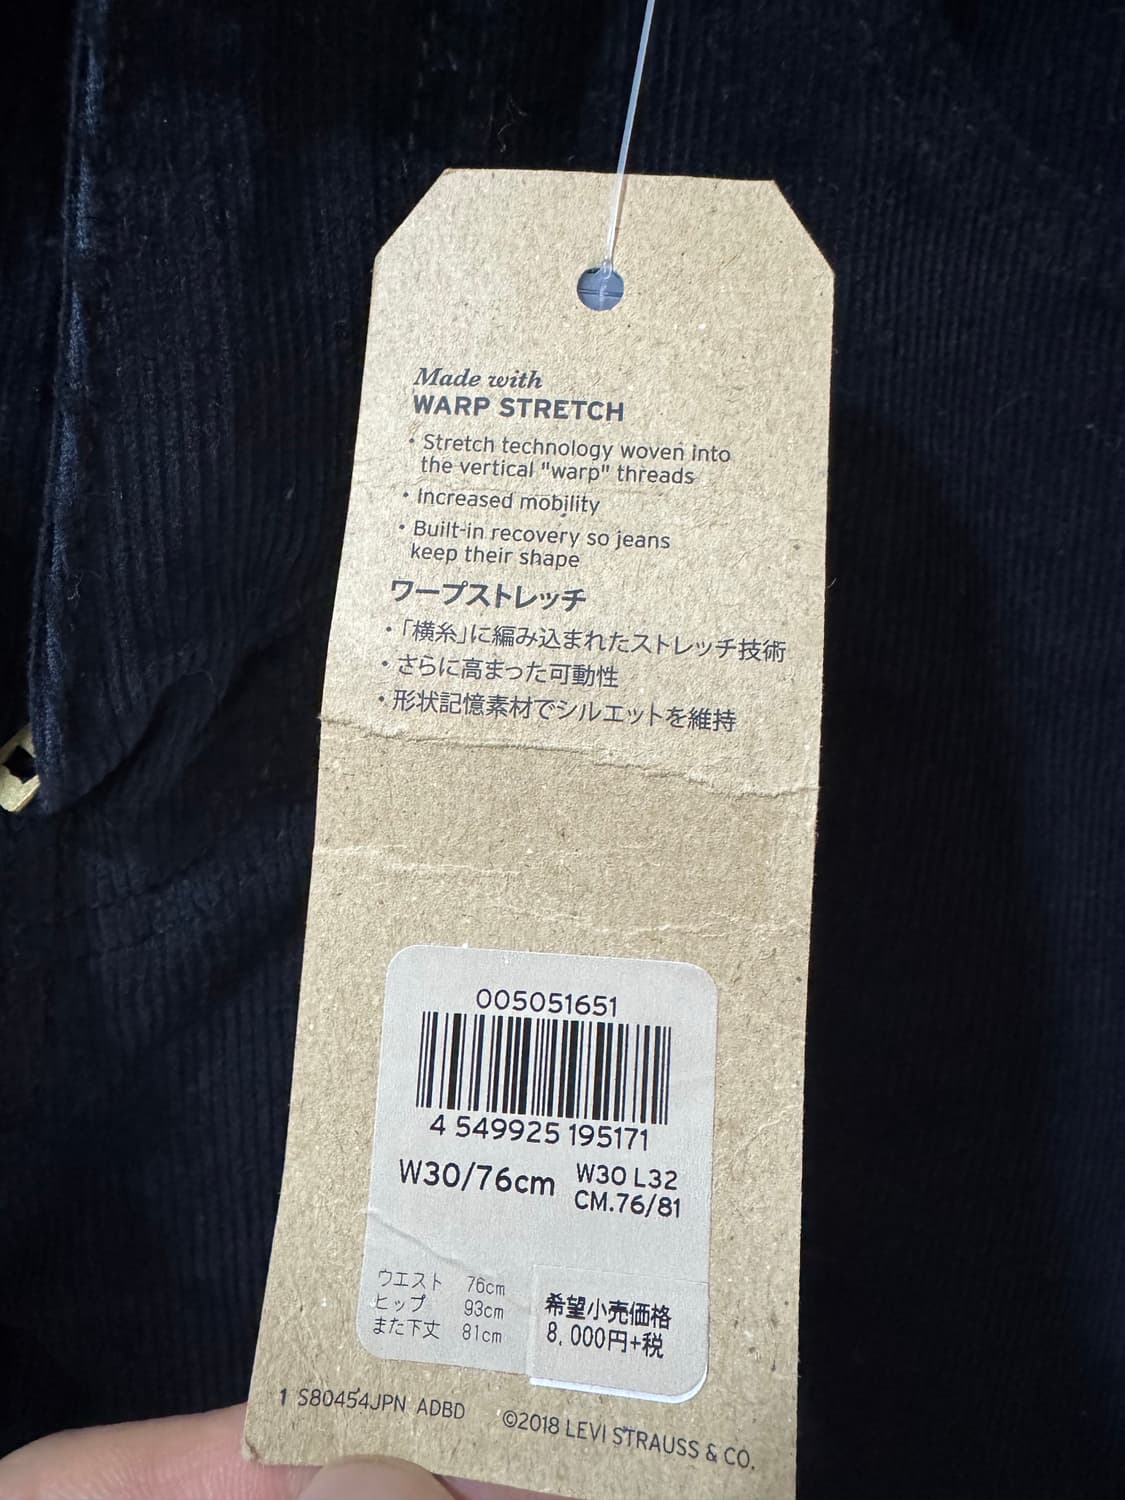 Made with
WARP STRETCH
• Stretch technology woven into
the vertical "warp" threads
• Increased mobility
• Built-in recovery so jeans
keep their shape
ワープストレッチ
・「横糸」に編み込まれたストレッチ技術
・さらに高まった可動性
・形状記憶素材でシルエットを維持
005051651
4 549925 195171
W30/76cm
W30 L32
CM.76/81
ウエスト 76cm
ヒップ 93cm
また下丈 81cm
希望小売価格
8,000円+税
1 S80454JPN ADBD
©2018 LEVI STRAUSS & CO.